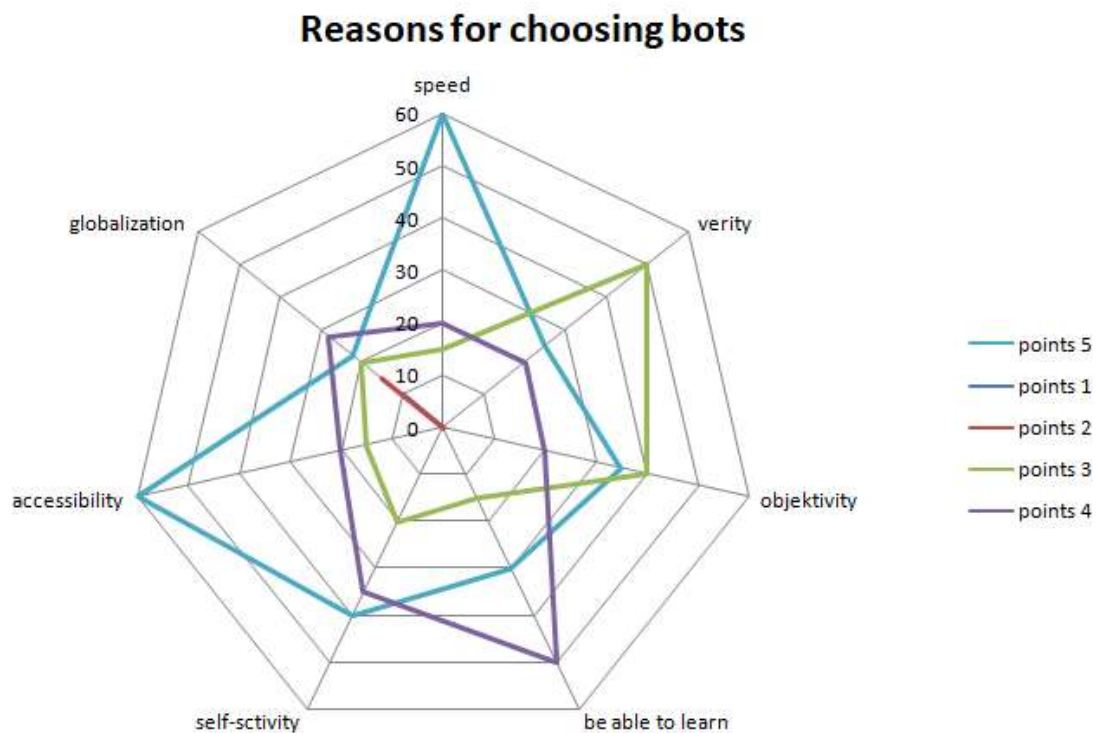 Reasons for choosing bots
speed
60
50
40
30
20
10
0
globalization
verity
accessibility
objektivity
self-sctivity
be able to learn
points 5
points 1
points 2
points 3
points 4